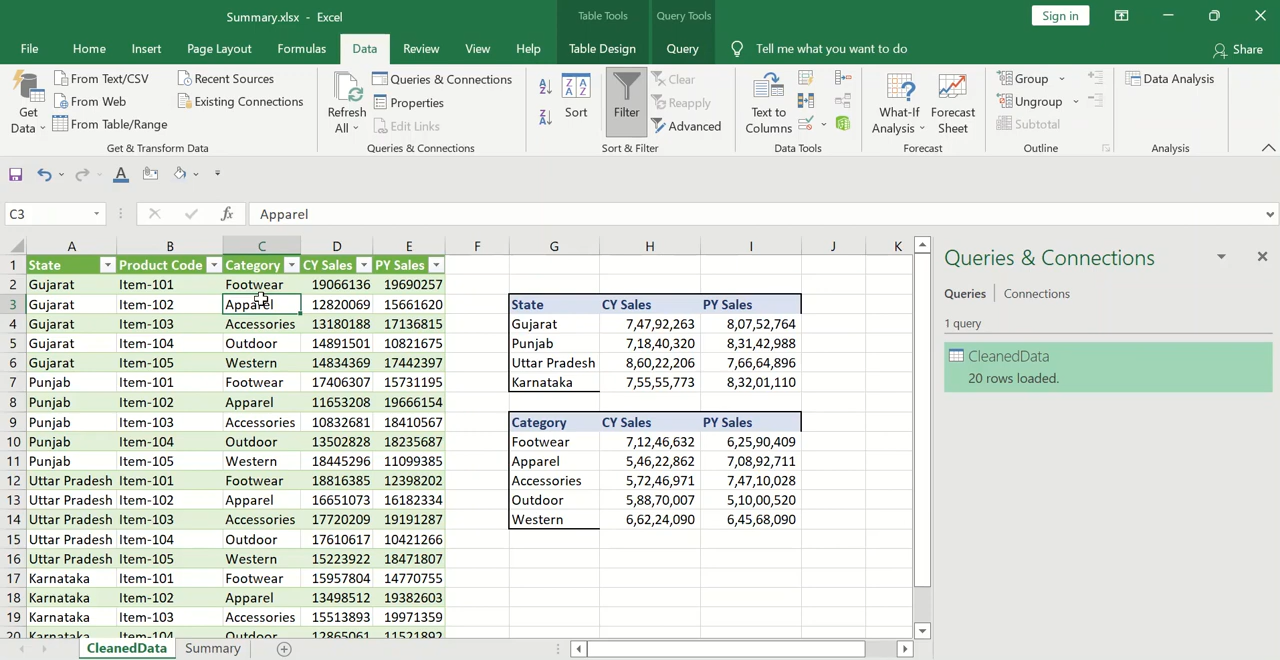 Summary.xlsx - Excel
Table Tools
Query Tools
Sign in
File Home Insert Page Layout Formulas Data Review View Help Table Design Query Tell me what you want to do Share
Get Data
From Text/CSV
From Web
From Table/Range
Recent Sources
Existing Connections
Get & Transform Data
Refresh All
Queries & Connections
Properties
Edit Links
Queries & Connections
Sort
Filter
Clear
Reapply
Advanced
Sort & Filter
Text to Columns
Data Tools
What-If Analysis
Forecast Sheet
Forecast
Group
Ungroup
Subtotal
Outline
Data Analysis
Analysis
C3 fx Apparel
A B C D E F G H I J K
1 State Product Code Category CY Sales PY Sales
2 Gujarat Item-101 Footwear 19066136 19690257
3 Gujarat Item-102 Apparel 12820069 15661620 State CY Sales PY Sales
4 Gujarat Item-103 Accessories 13180188 17136815 Gujarat 7,47,92,263 8,07,52,764
5 Gujarat Item-104 Outdoor 14891501 10821675 Punjab 7,18,40,320 8,31,42,988
6 Gujarat Item-105 Western 14834369 17442397 Uttar Pradesh 8,60,22,206 7,66,64,896
7 Punjab Item-101 Footwear 17406307 15731195 Karnataka 7,55,55,773 8,32,01,110
8 Punjab Item-102 Apparel 11653208 19666154
9 Punjab Item-103 Accessories 10832681 18410567 Category CY Sales PY Sales
10 Punjab Item-104 Outdoor 13502828 18235687 Footwear 7,12,46,632 6,25,90,409
11 Punjab Item-105 Western 18445296 11099385 Apparel 5,46,22,862 7,08,92,711
12 Uttar Pradesh Item-101 Footwear 18816385 12398202 Accessories 5,72,46,971 7,47,10,028
13 Uttar Pradesh Item-102 Apparel 16651073 16182334 Outdoor 5,88,70,007 5,10,00,520
14 Uttar Pradesh Item-103 Accessories 17720209 19191287 Western 6,62,24,090 6,45,68,090
15 Uttar Pradesh Item-104 Outdoor 17610617 10421266
16 Uttar Pradesh Item-105 Western 15223922 18471807
17 Karnataka Item-101 Footwear 15957804 14770755
18 Karnataka Item-102 Apparel 13498512 19382603
19 Karnataka Item-103 Accessories 15513893 19971359
20 Karnataka Item-104 Outdoor 12865061 11521892
CleanedData Summary
Queries & Connections
Queries Connections
1 query
CleanedData
20 rows loaded.